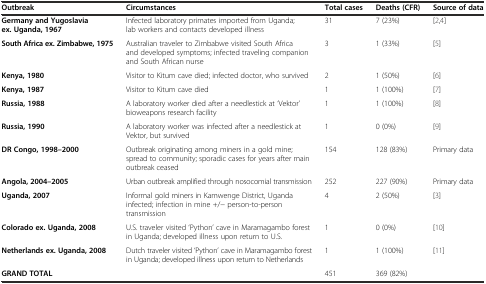 Outbreak Circumstances Total cases Deaths (CFR) Source of data
Germany and Yugoslavia Infected laboratory primates imported from Uganda; 31 7 (23%) [2,4]
ex. Uganda, 1967 lab workers and contacts developed illness
South Africa ex. Zimbabwe, 1975 Australian traveler to Zimbabwe visited South Africa 3 1 (33%) [5]
and developed symptoms; infected traveling companion
and South African nurse
Kenya, 1980 Visitor to Kitum cave died; infected doctor, who survived 2 1 (50%) [6]
Kenya, 1987 Visitor to Kitum cave died 1 1 (100%) [7]
Russia, 1988 A laboratory worker died after a needlestick at 'Vektor' 1 1 (100%) [8]
bioweapons research facility
Russia, 1990 A laboratory worker was infected after a needlestick at 1 0 (0%) [9]
Vektor, but survived
DR Congo, 1998–2000 Outbreak originating among miners in a gold mine; 154 128 (83%) Primary data
spread to community; sporadic cases for years after main
outbreak ceased
Angola, 2004–2005 Urban outbreak amplified through nosocomial transmission 252 227 (90%) Primary data
Uganda, 2007 Informal gold miners in Kamwenge District, Uganda 4 2 (50%) [3]
infected; infection in mine +/− person-to-person
transmission
Colorado ex. Uganda, 2008 U.S. traveler visited 'Python' cave in Maramagambo forest 1 0 (0%) [10]
in Uganda; developed illness upon return to U.S.
Netherlands ex. Uganda, 2008 Dutch traveler visited 'Python' cave in Maramagambo forest 1 1 (100%) [11]
in Uganda; developed illness upon return to Netherlands
GRAND TOTAL 451 369 (82%)